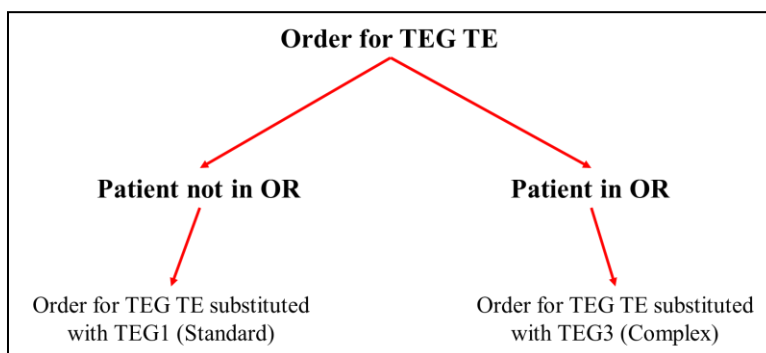 Order for TEG TE
Patient not in OR
Patient in OR
Order for TEG TE substituted
with TEG1 (Standard)
Order for TEG TE substituted
with TEG3 (Complex)